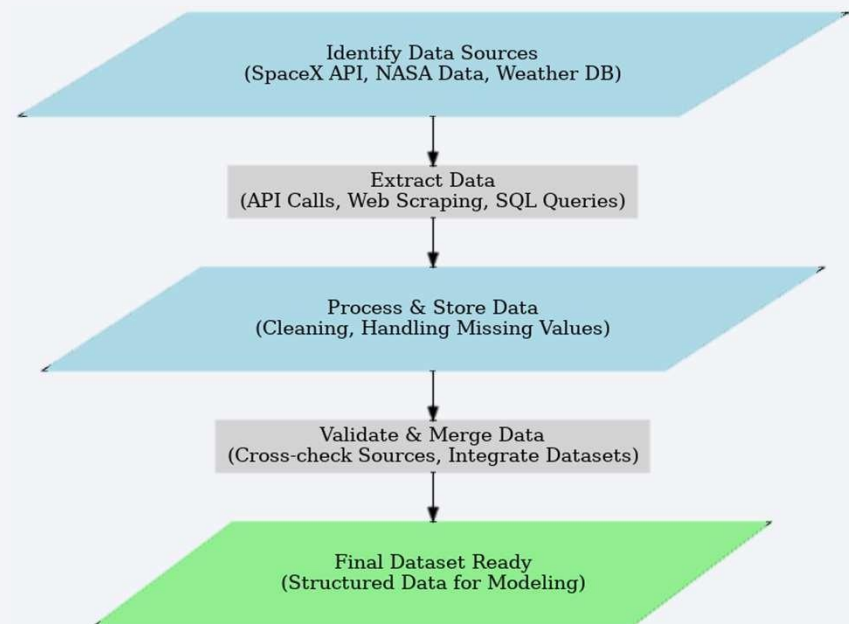 Identify Data Sources
(SpaceX API, NASA Data, Weather DB)
Extract Data
(API Calls, Web Scraping, SQL Queries)
Process & Store Data
(Cleaning, Handling Missing Values)
Validate & Merge Data
(Cross-check Sources, Integrate Datasets)
Final Dataset Ready
(Structured Data for Modeling)